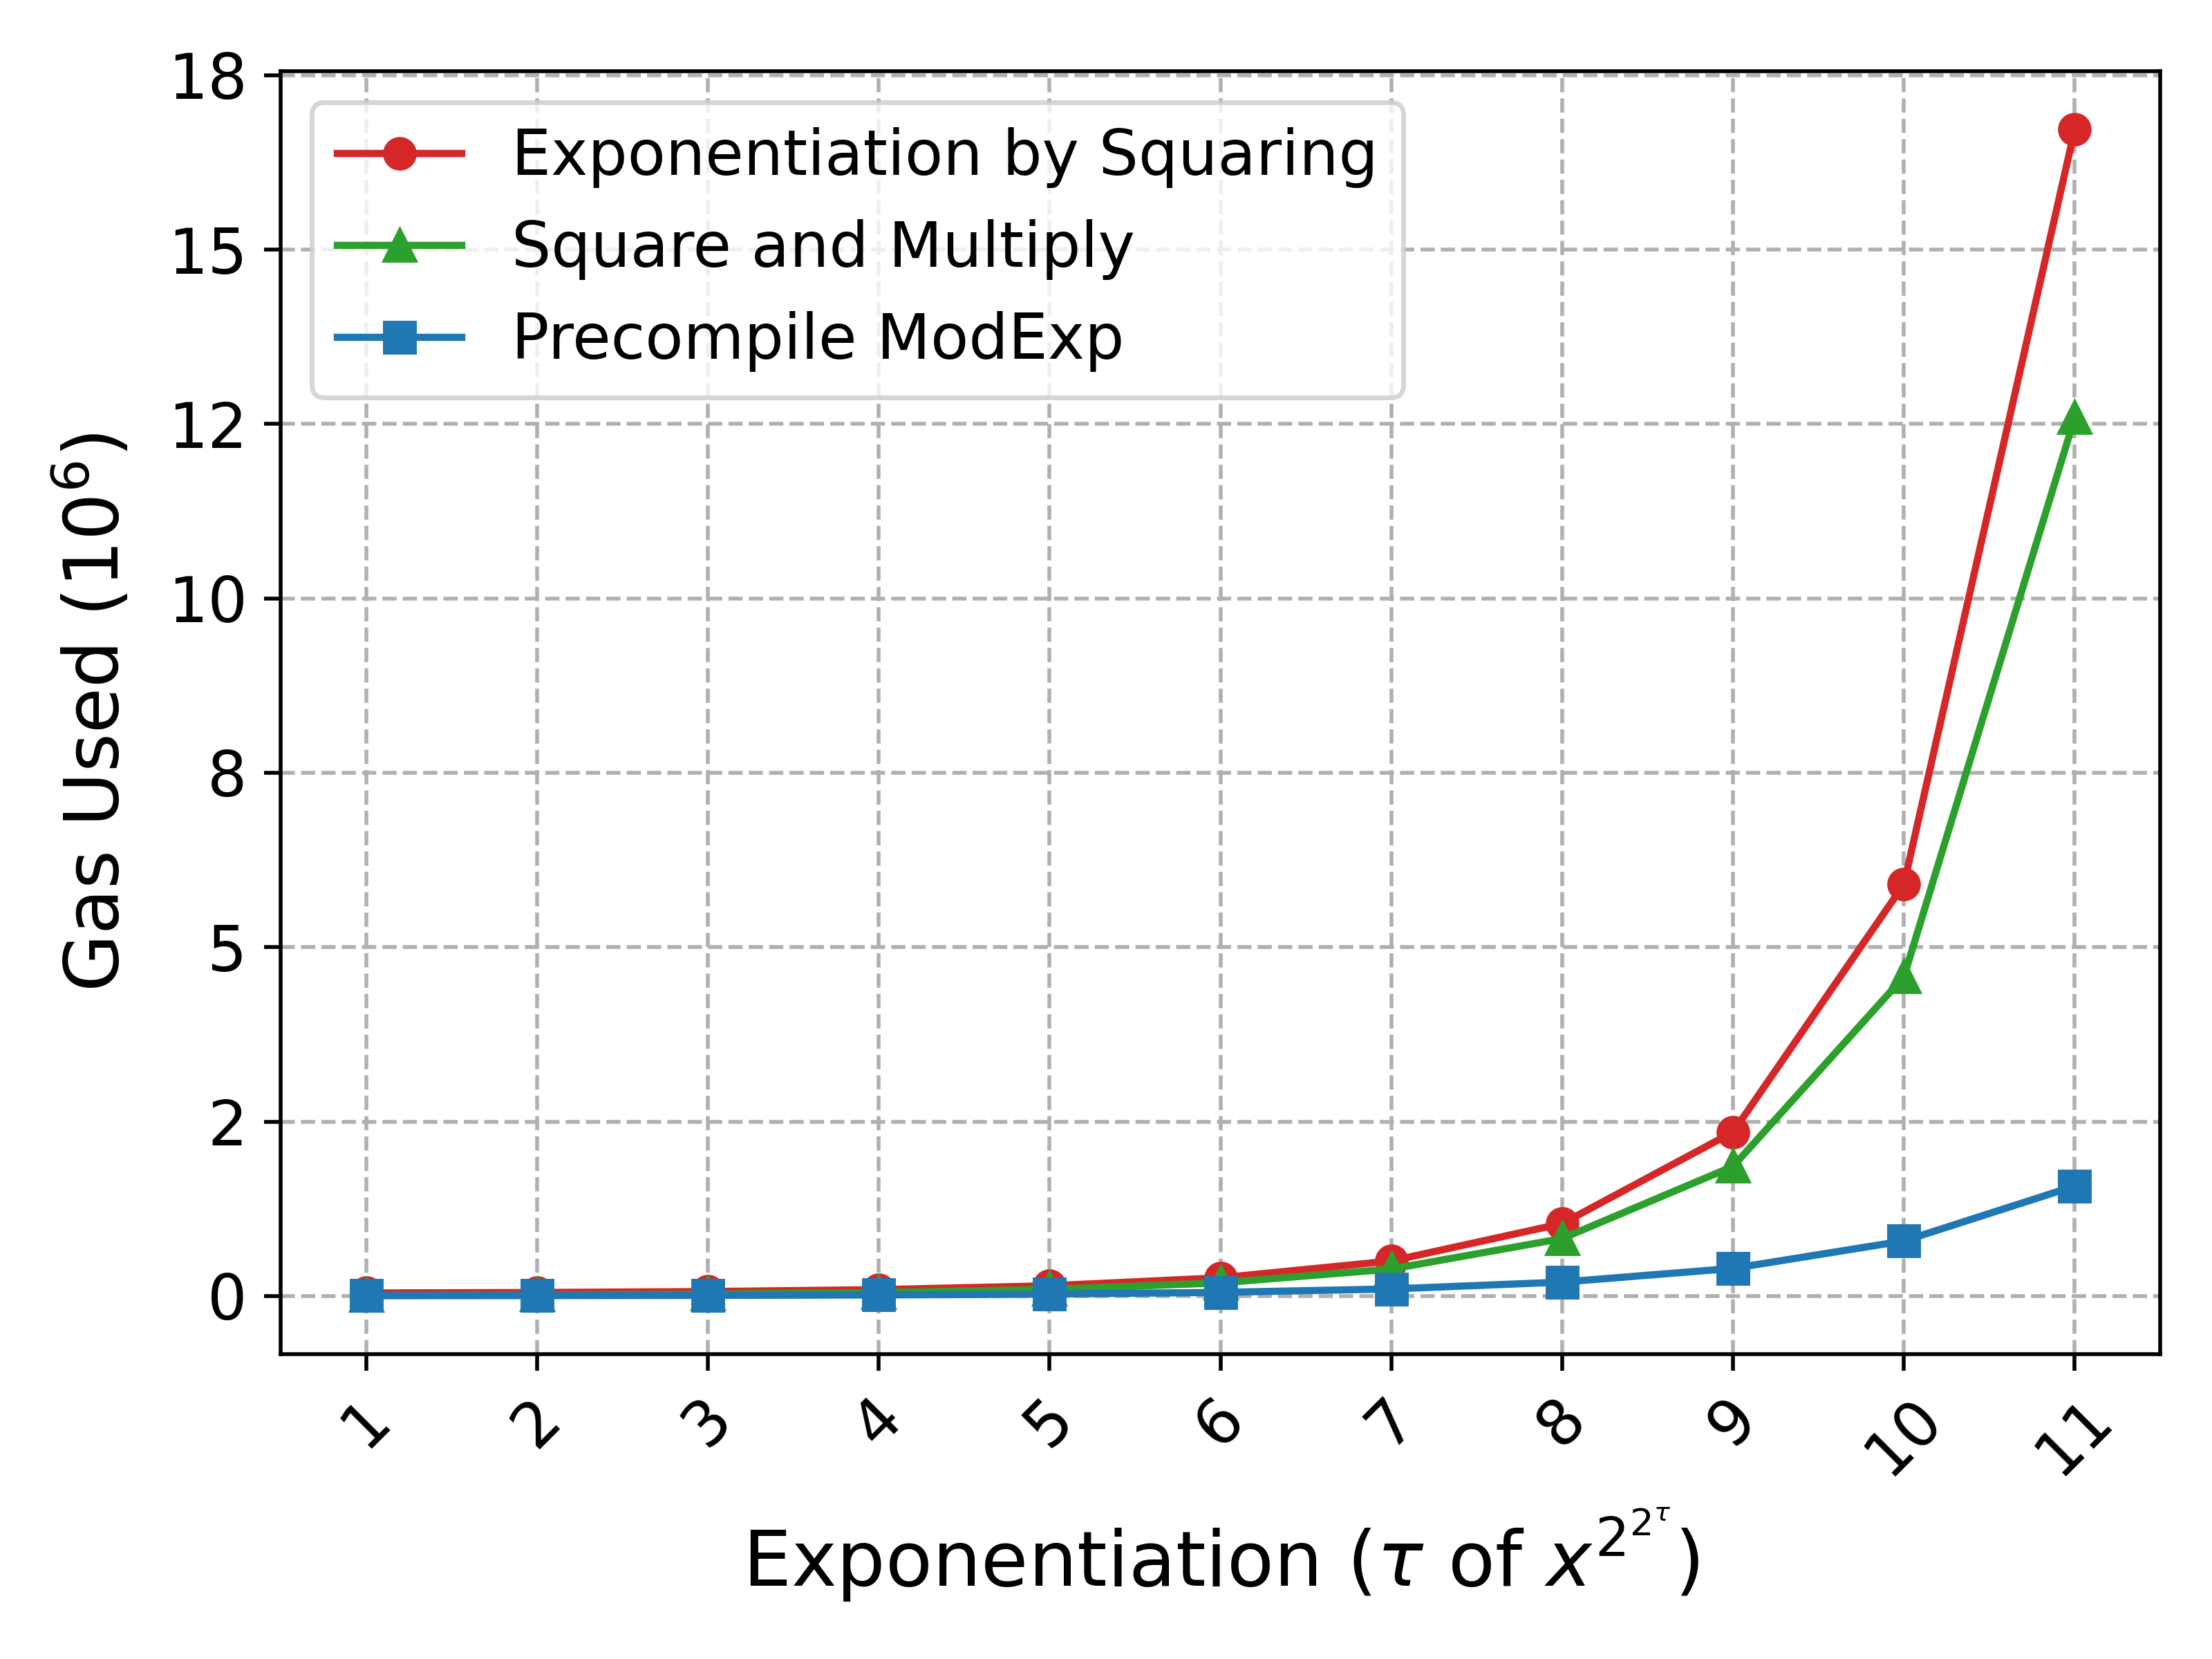 18
15
12
10
8
5
2
0
Gas Used (10⁶)
Exponentiation by Squaring
Square and Multiply
Precompile ModExp
1 2 3 4 5 6 7 8 9 10 11
Exponentiation (τ of x^{2^{2^τ}})